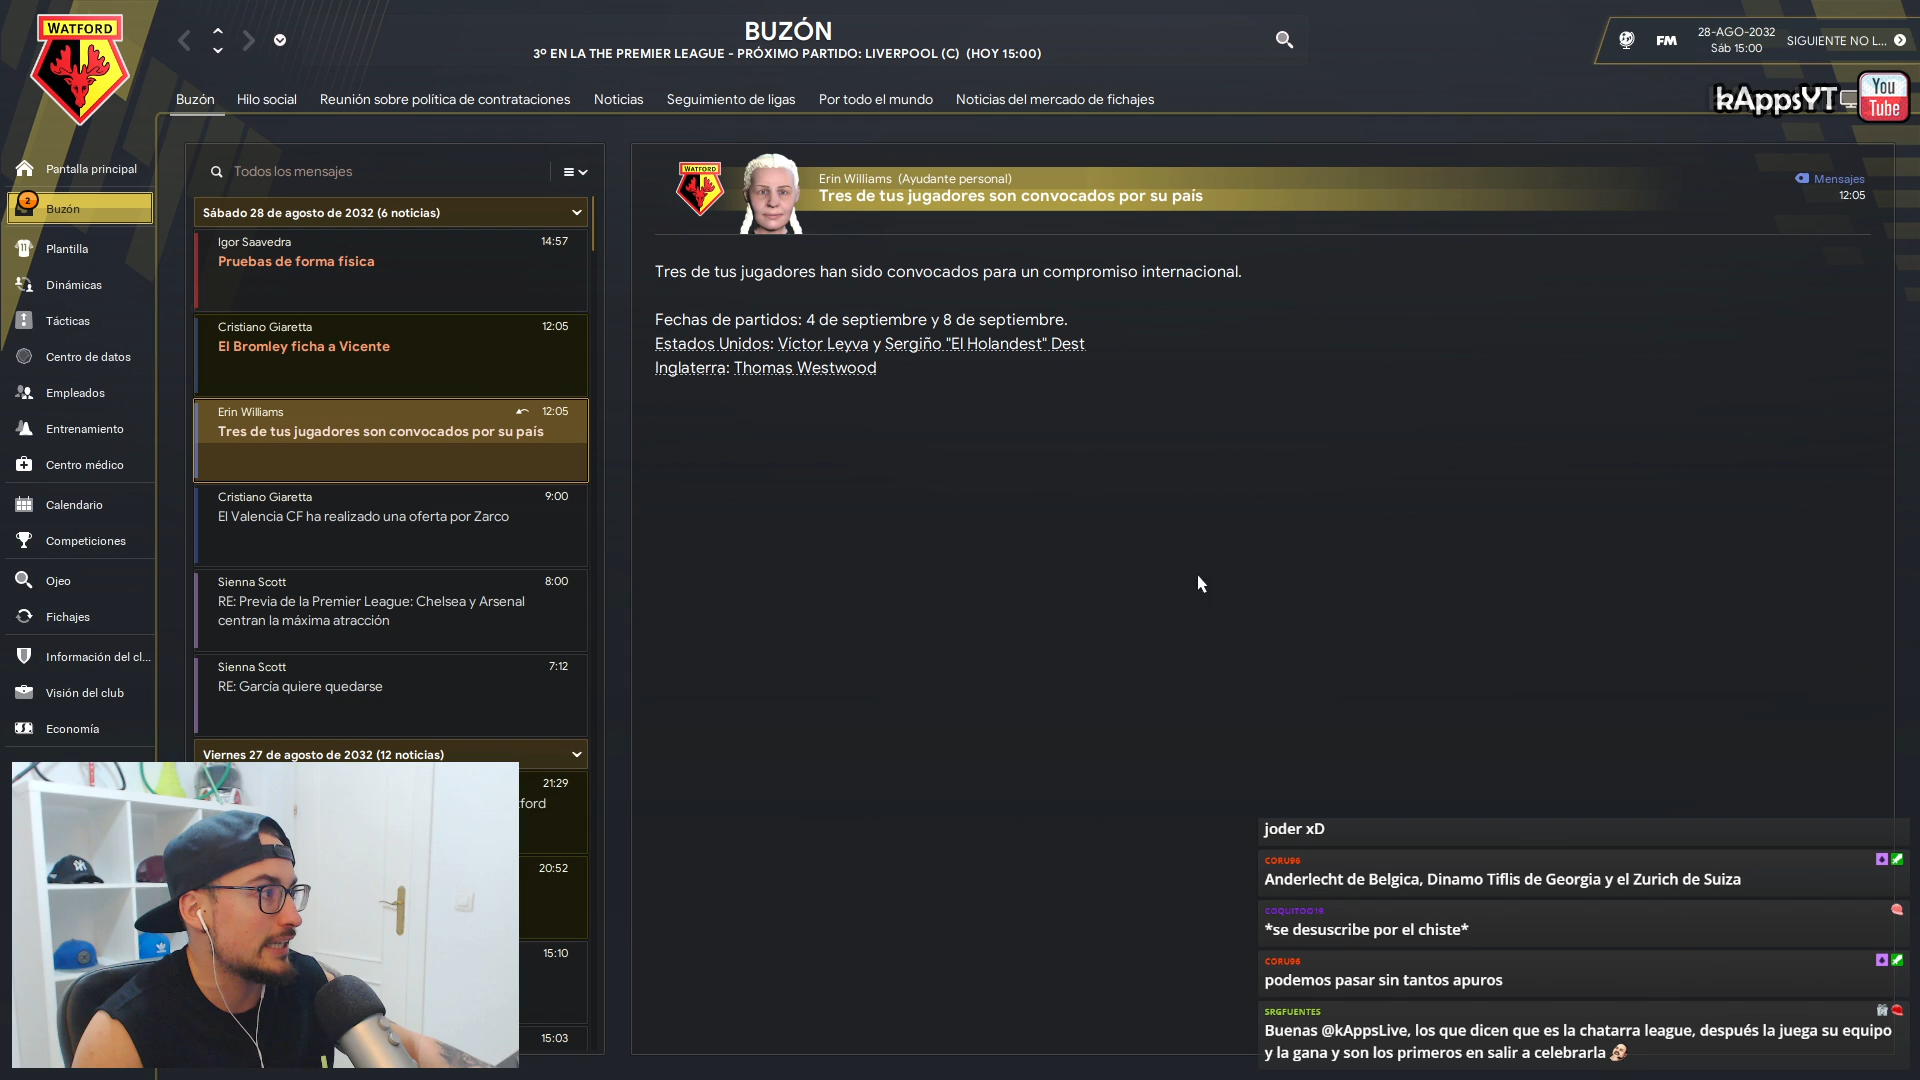 WATFORD
BUZÓN
3º EN LA THE PREMIER LEAGUE - PRÓXIMO PARTIDO: LIVERPOOL (C) (HOY 15:00)
FM
28-AGO-2032
Sáb 15:00
SIGUIENTE NO L...
Buzón
Hilo social
Reunión sobre política de contrataciones
Noticias
Seguimiento de ligas
Por todo el mundo
Noticias del mercado de fichajes
kAppsYT
You
Tube
Pantalla principal
2
Buzón
Plantilla
Dinámicas
Tácticas
Centro de datos
Empleados
Entrenamiento
Centro médico
Calendario
Competiciones
Ojeo
Fichajes
Información del cl...
Visión del club
Economía
Todos los mensajes
Sábado 28 de agosto de 2032 (6 noticias)
Igor Saavedra 14:57
Pruebas de forma física
Cristiano Giaretta 12:05
El Bromley ficha a Vicente
Erin Williams 12:05
Tres de tus jugadores son convocados por su país
Cristiano Giaretta 9:00
El Valencia CF ha realizado una oferta por Zarco
Sienna Scott 8:00
RE: Previa de la Premier League: Chelsea y Arsenal
centran la máxima atracción
Sienna Scott 7:12
RE: García quiere quedarse
Viernes 27 de agosto de 2032 (12 noticias)
21:29
tford
20:52
15:10
15:03
WATFORD
Erin Williams (Ayudante personal)
Tres de tus jugadores son convocados por su país
Mensajes
12:05
Tres de tus jugadores han sido convocados para un compromiso internacional.
Fechas de partidos: 4 de septiembre y 8 de septiembre.
Estados Unidos: Víctor Leyva y Sergiño "El Holandest" Dest
Inglaterra: Thomas Westwood
joder xD
CORU96
Anderlecht de Belgica, Dinamo Tiflis de Georgia y el Zurich de Suiza
COQUITOO19
*se desuscribe por el chiste*
CORU96
podemos pasar sin tantos apuros
SRGFUENTES
Buenas @kAppsLive, los que dicen que es la chatarra league, después la juega su equipo
y la gana y son los primeros en salir a celebrarla